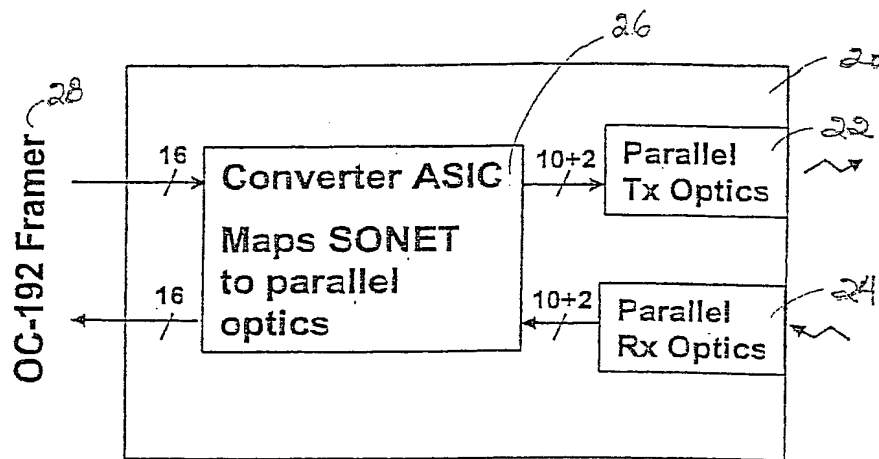 26
20
28
22
OC-192 Framer
16
Converter ASIC
Maps SONET
to parallel
optics
10+2
Parallel
Tx Optics
16
10+2
Parallel
Rx Optics
24